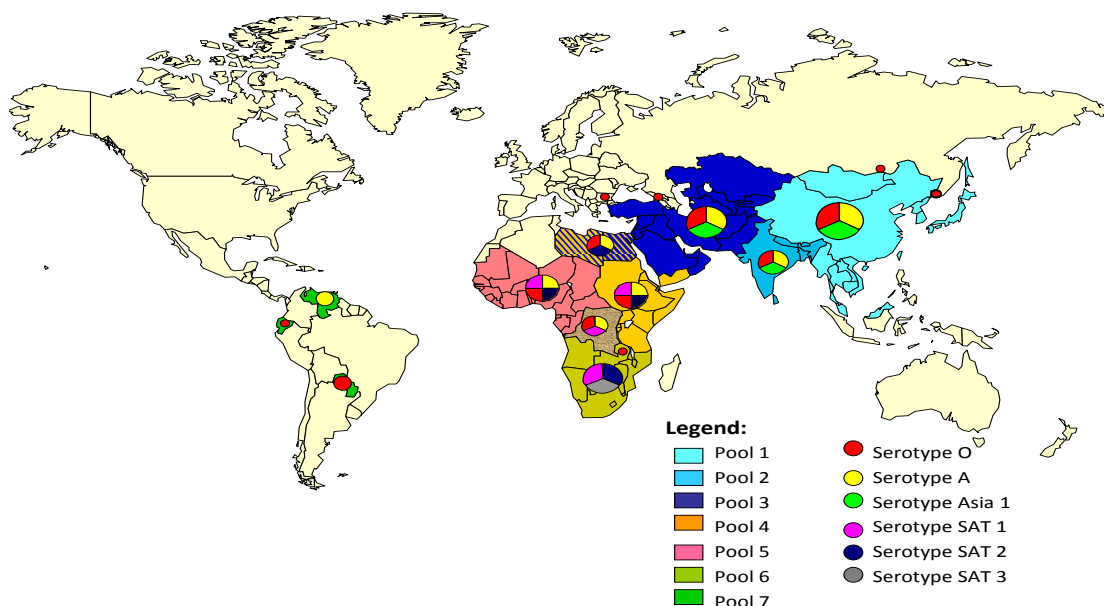 Legend:
Pool 1
Pool 2
Pool 3
Pool 4
Pool 5
Pool 6
Pool 7
Serotype O
Serotype A
Serotype Asia 1
Serotype SAT 1
Serotype SAT 2
Serotype SAT 3